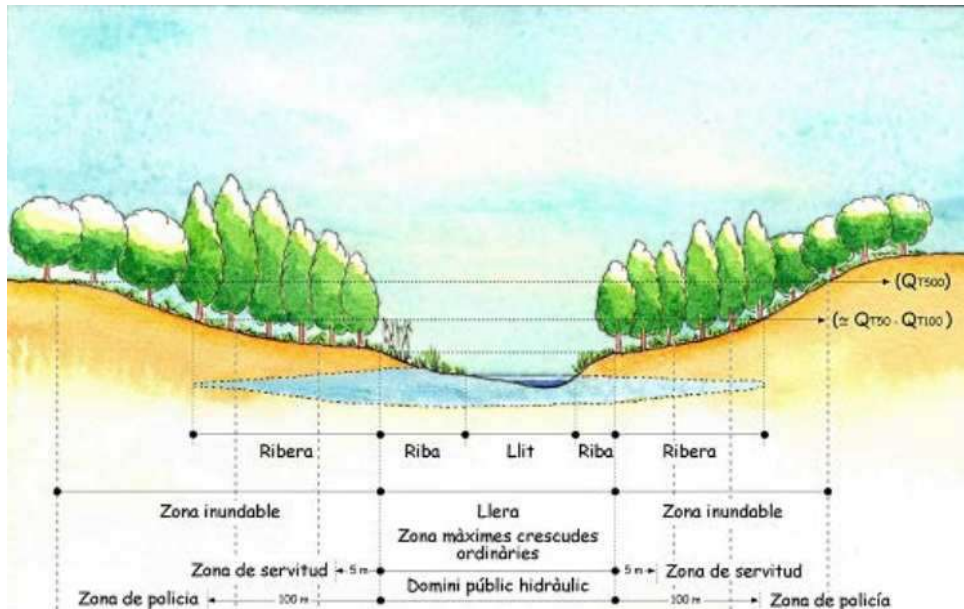 (QT500)
(≃ QT50 - QT100)
Ribera Riba Llit Riba Ribera
Zona inundable Llera Zona inundable
Zona màximes crescudes
ordinàries
Zona de servitud 5 m 5 m Zona de servitud
Domini públic hidràulic
Zona de policia 100 m 100 m Zona de policía